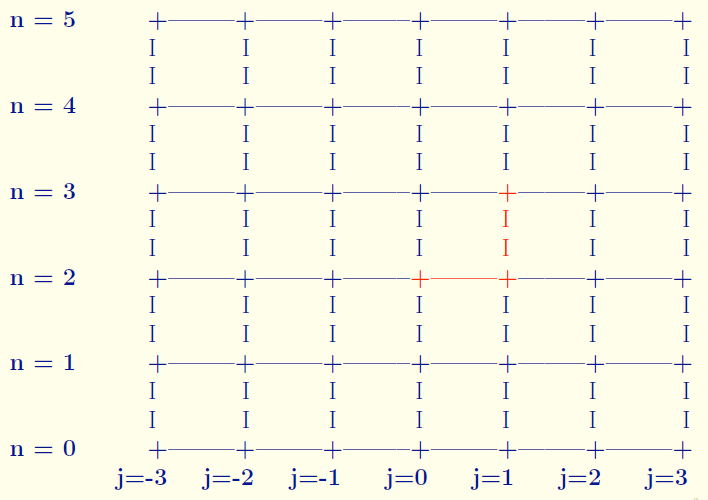 n = 5
n = 4
n = 3
n = 2
n = 1
n = 0
j=-3 j=-2 j=-1 j=0 j=1 j=2 j=3